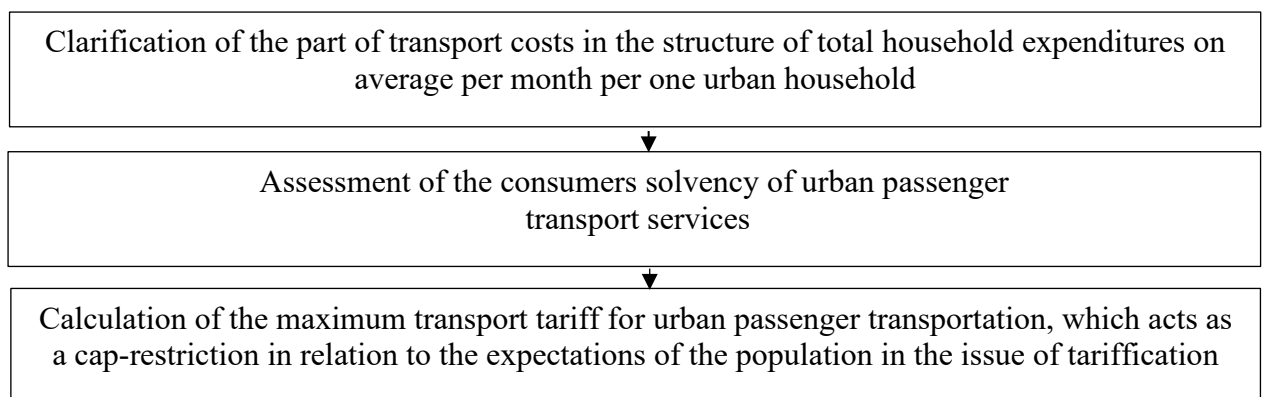 Clarification of the part of transport costs in the structure of total household expenditures on
average per month per one urban household
Assessment of the consumers solvency of urban passenger
transport services
Calculation of the maximum transport tariff for urban passenger transportation, which acts as
a cap-restriction in relation to the expectations of the population in the issue of tariffication